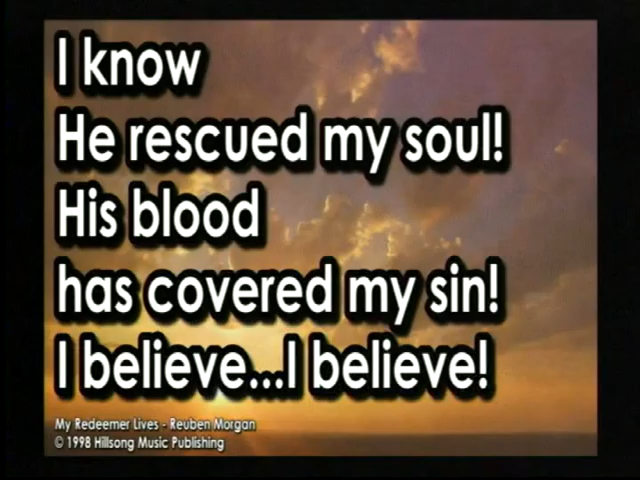 I know
He rescued my soul!
His blood
has covered my sin!
I believe...I believe!
My Redeemer Lives - Reuben Morgan
© 1998 Hillsong Music Publishing